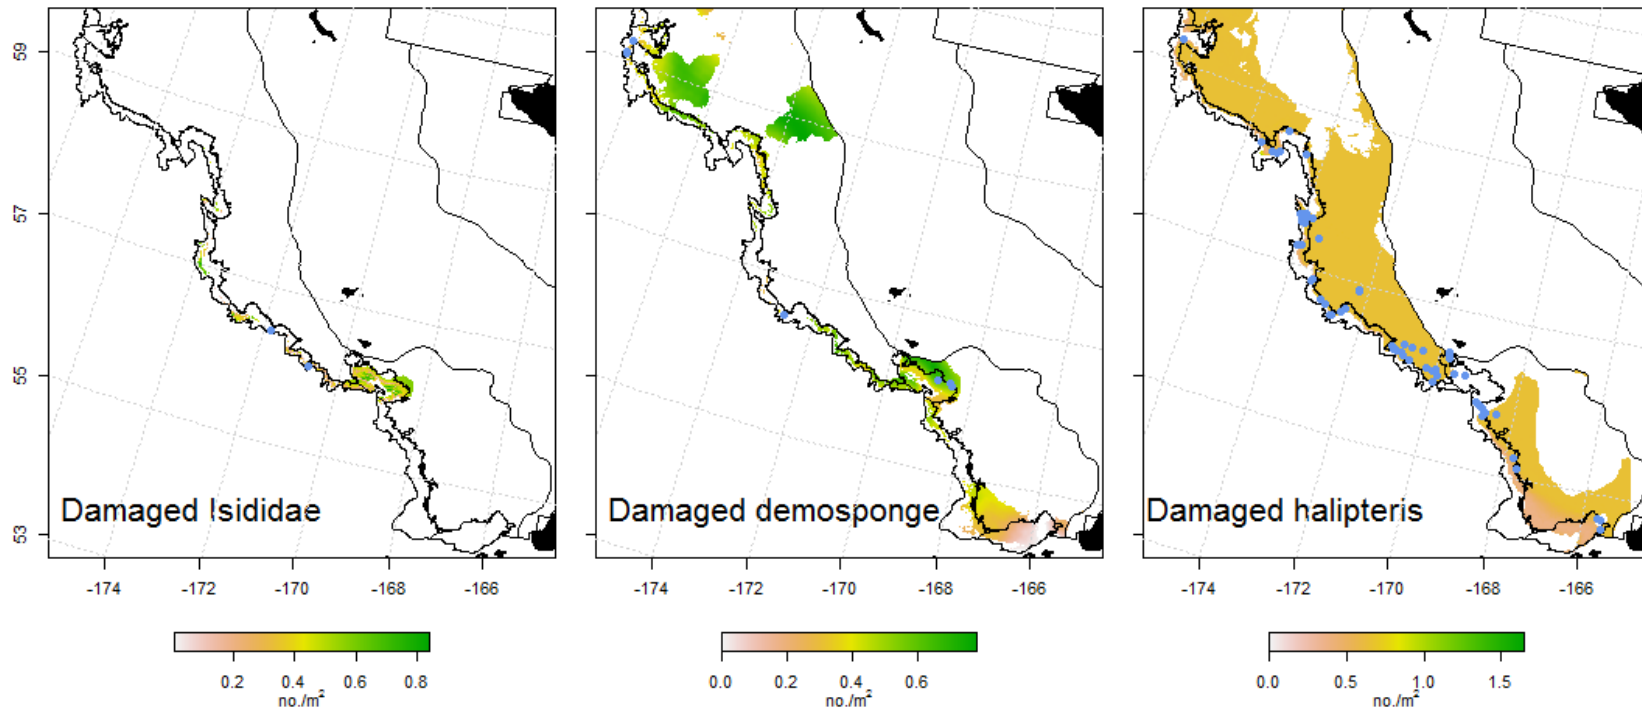 59
57
55
53
Damaged Isididae
Damaged demosponge
Damaged halipteris
-174 -172 -170 -168 -166
-174 -172 -170 -168 -166
-174 -172 -170 -168 -166
0.2 0.4 0.6 0.8
no./m²
0.0 0.2 0.4 0.6
no./m²
0.0 0.5 1.0 1.5
no./m²